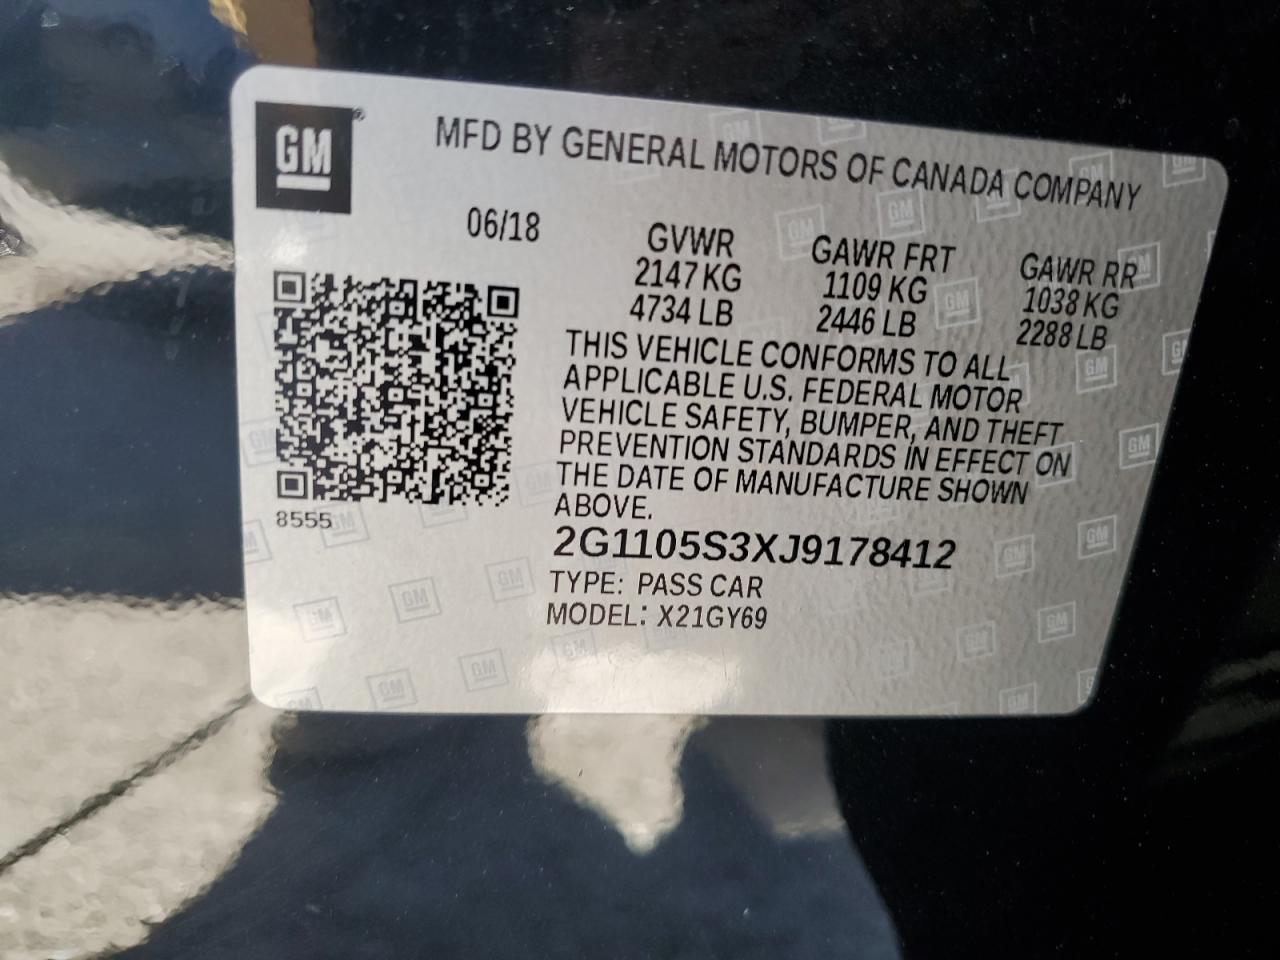 GM®
MFD BY GENERAL MOTORS OF CANADA COMPANY
06/18
GVWR
2147 KG
4734 LB
GAWR FRT
1109 KG
2446 LB
GAWR RR
1038 KG
2288 LB
THIS VEHICLE CONFORMS TO ALL
APPLICABLE U.S. FEDERAL MOTOR
VEHICLE SAFETY, BUMPER, AND THEFT
PREVENTION STANDARDS IN EFFECT ON
THE DATE OF MANUFACTURE SHOWN
ABOVE.
8555
2G1105S3XJ9178412
TYPE: PASS CAR
MODEL: X21GY69